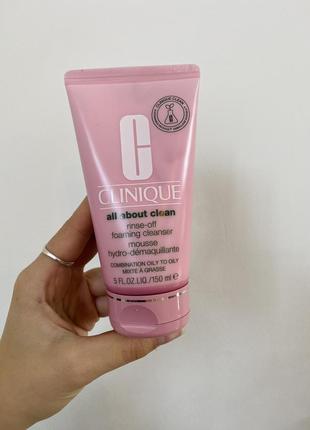 C
CLINIQUE
all about clean
rinse-off
foaming cleanser
mousse
hydro-démaquillante
COMBINATION OILY TO OILY
MIXTE À GRASSE
5 FL.OZ.LIQ./150 ml e